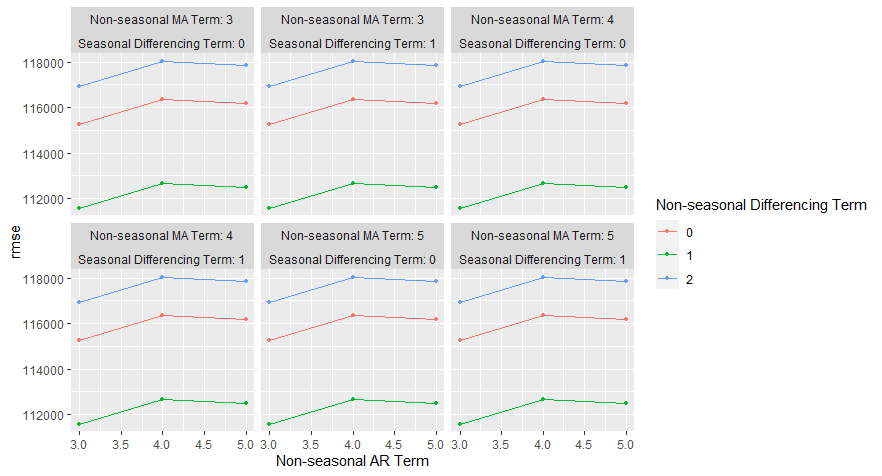 Non-seasonal MA Term: 3
Non-seasonal MA Term: 3
Non-seasonal MA Term: 4
Seasonal Differencing Term: 0
Seasonal Differencing Term: 1
Seasonal Differencing Term: 0
118000
116000
114000
112000
Non-seasonal MA Term: 4
Non-seasonal MA Term: 5
Non-seasonal MA Term: 5
Seasonal Differencing Term: 1
Seasonal Differencing Term: 0
Seasonal Differencing Term: 1
118000
116000
114000
112000
rmse
3.0 3.5 4.0 4.5 5.0 3.0 3.5 4.0 4.5 5.0 3.0 3.5 4.0 4.5 5.0
Non-seasonal AR Term
Non-seasonal Differencing Term
0
1
2